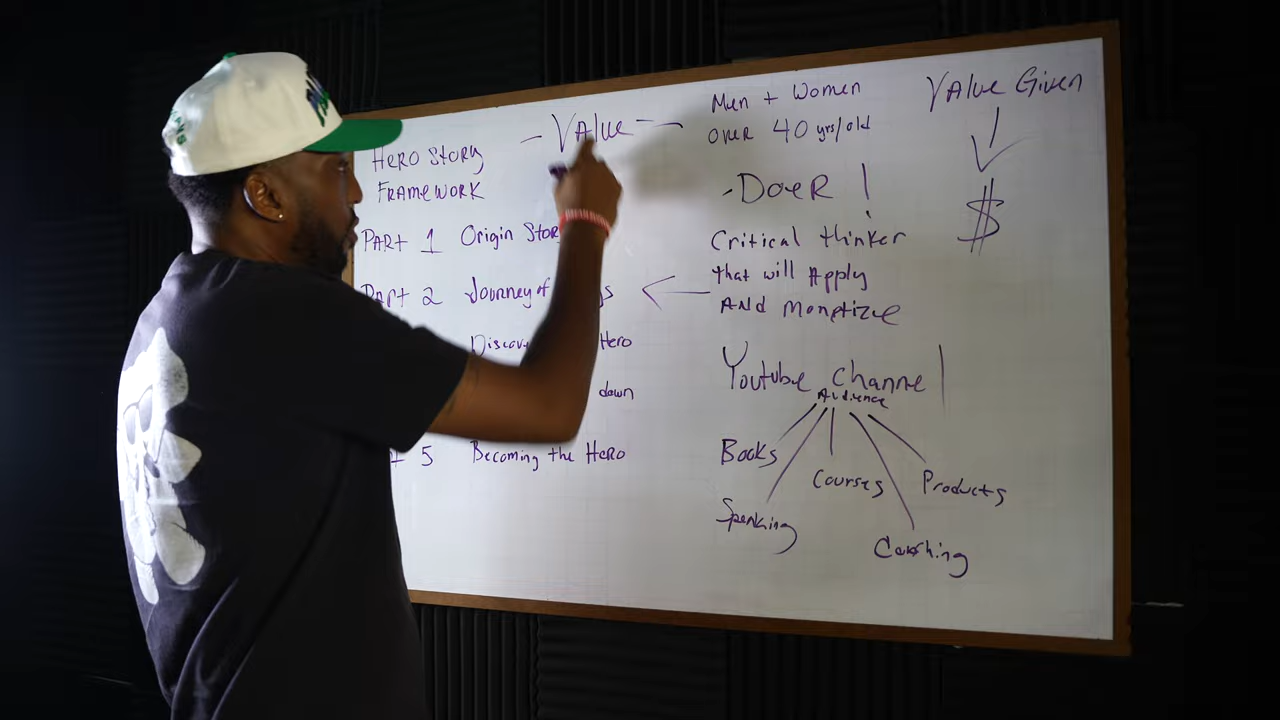 HERO STORY
FRAMEWORK
- VALUE -
PART 1 Origin
Part 2 Journey of
Hero
down
5 Becoming the HERO
Men + Women
OVER 40 yrs/old
- DOER !
Critical thinker
that will Apply
AND Monetize
Youtube Channel
Audience
Books
Courses
Products
Speaking
Coaching
VALUE GIVEN
$